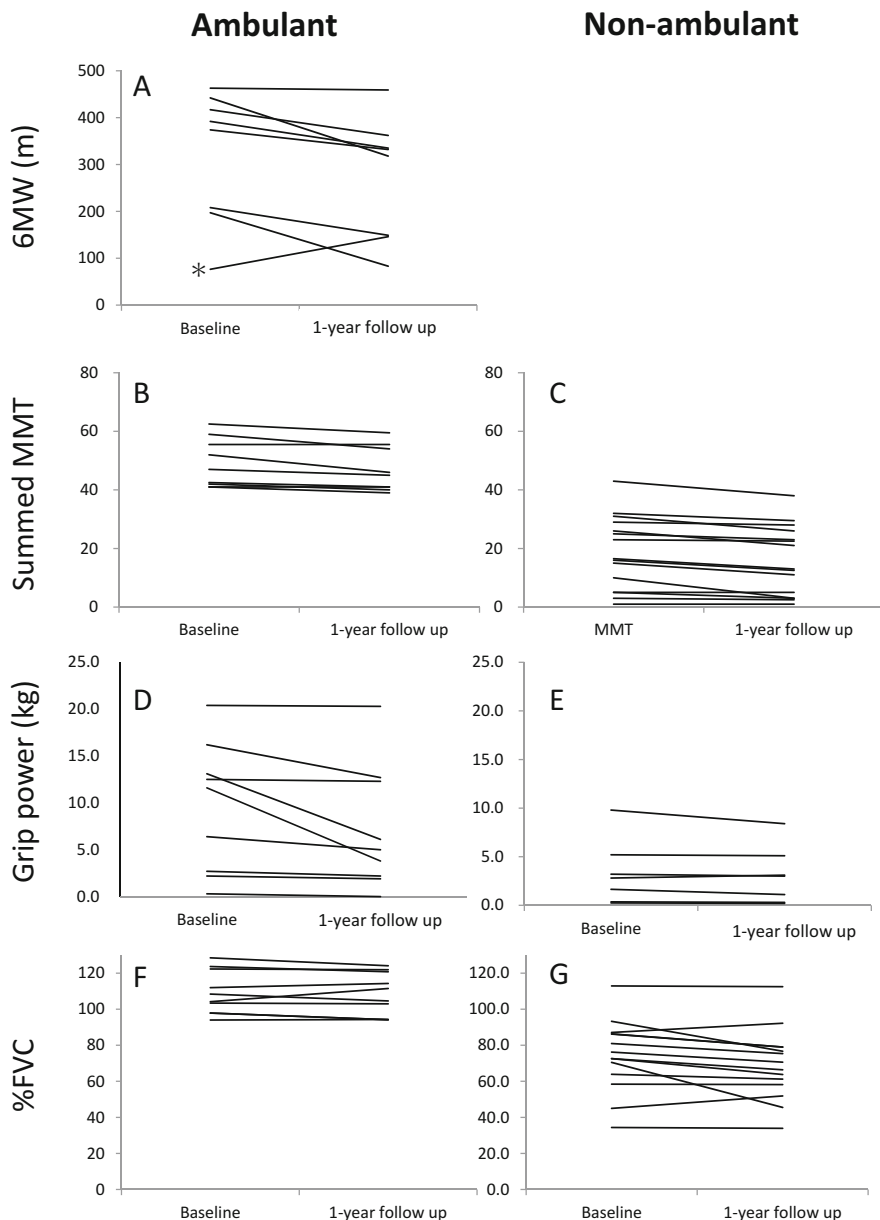 Ambulant
Non-ambulant
6MW (m)
A
500
400
300
200
100
0
*
Baseline
1-year follow up
Summed MMT
B
80
60
40
20
0
Baseline
1-year follow up
C
80
60
40
20
0
MMT
1-year follow up
Grip power (kg)
D
25.0
20.0
15.0
10.0
5.0
0.0
Baseline
1-year follow up
E
25.0
20.0
15.0
10.0
5.0
0.0
Baseline
1-year follow up
%FVC
F
120
100
80
60
40
20
0
Baseline
1-year follow up
G
120.0
100.0
80.0
60.0
40.0
20.0
0.0
Baseline
1-year follow up